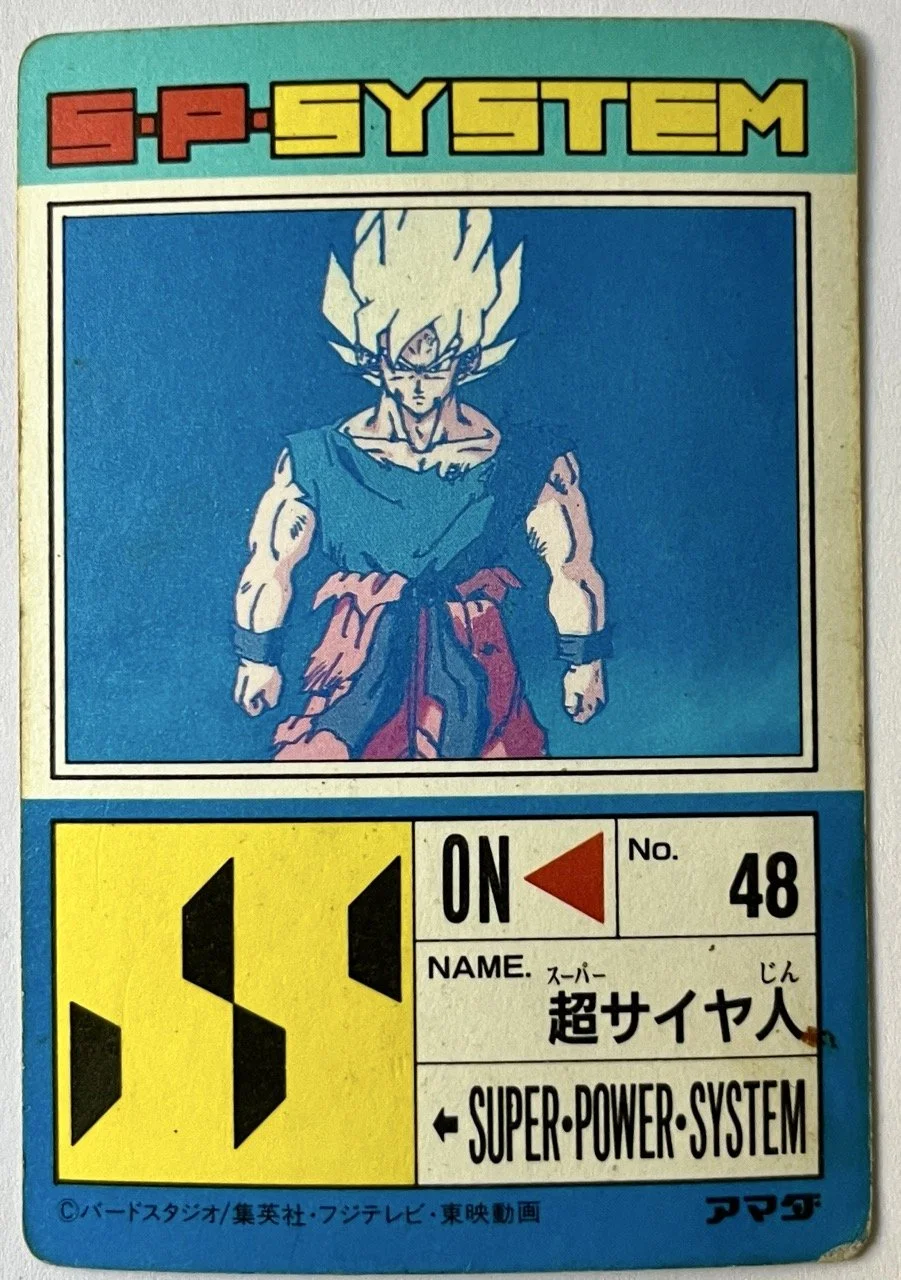 S·P·SYSTEM
ON
No.
48
NAME.
スーパー じん
超サイヤ人
←SUPER·POWER·SYSTEM
©バードスタジオ/集英社・フジテレビ・東映動画
アマダ